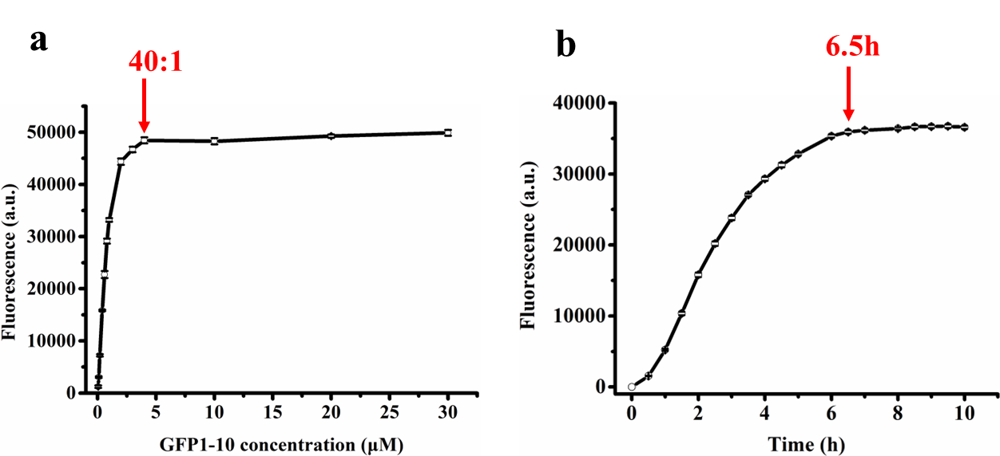 a
40:1
50000
40000
30000
20000
10000
0
0 5 10 15 20 25 30
Fluorescence (a.u.)
GFP1-10 concentration (μM)
b
6.5h
40000
30000
20000
10000
0
0 2 4 6 8 10
Fluorescence (a.u.)
Time (h)